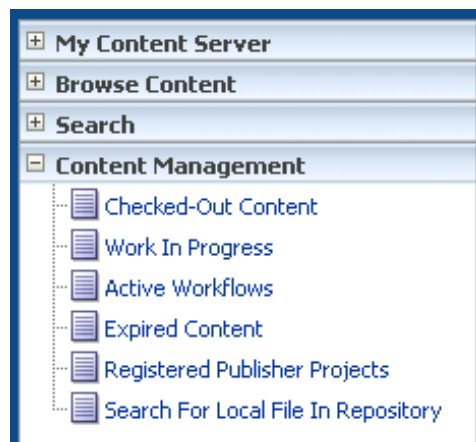 My Content Server
Browse Content
Search
Content Management
Checked-Out Content
Work In Progress
Active Workflows
Expired Content
Registered Publisher Projects
Search For Local File In Repository